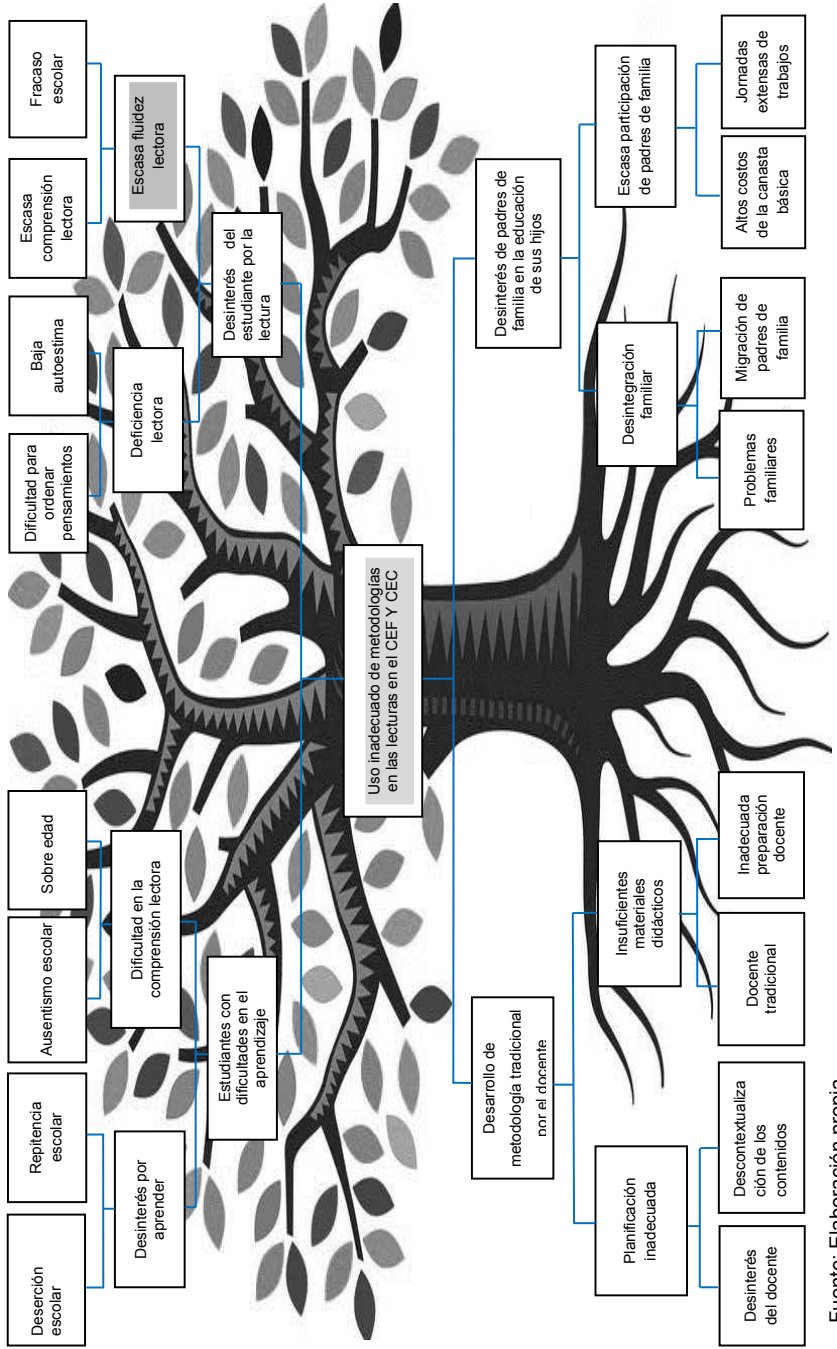 Deserción
escolar
Repitencia
escolar
Ausentismo escolar
Sobre edad
Dificultad para
ordenar
pensamientos
Baja
autoestima
Escasa
comprensión
lectora
Fracaso
escolar
Desinterés por
aprender
Dificultad en la
comprensión lectora
Deficiencia
lectora
Escasa fluidez
lectora
Estudiantes con
dificultades en el
aprendizaje
Desinterés del
estudiante por la
lectura
Uso inadecuado de metodologías
en las lecturas en el CEF Y CEC
Desarrollo de
metodología tradicional
por el docente
Desinterés de padres de
familia en la educación
de sus hijos
Planificación
inadecuada
Insuficientes
materiales
didácticos
Desintegración
familiar
Escasa participación
de padres de familia
Desinterés
del docente
Descontextualiza
ción de los
contenidos
Docente
tradicional
Inadecuada
preparación
docente
Problemas
familiares
Migración de
padres de
familia
Altos costos
de la canasta
básica
Jornadas
extensas de
trabajos
Fuente: Elaboración propia